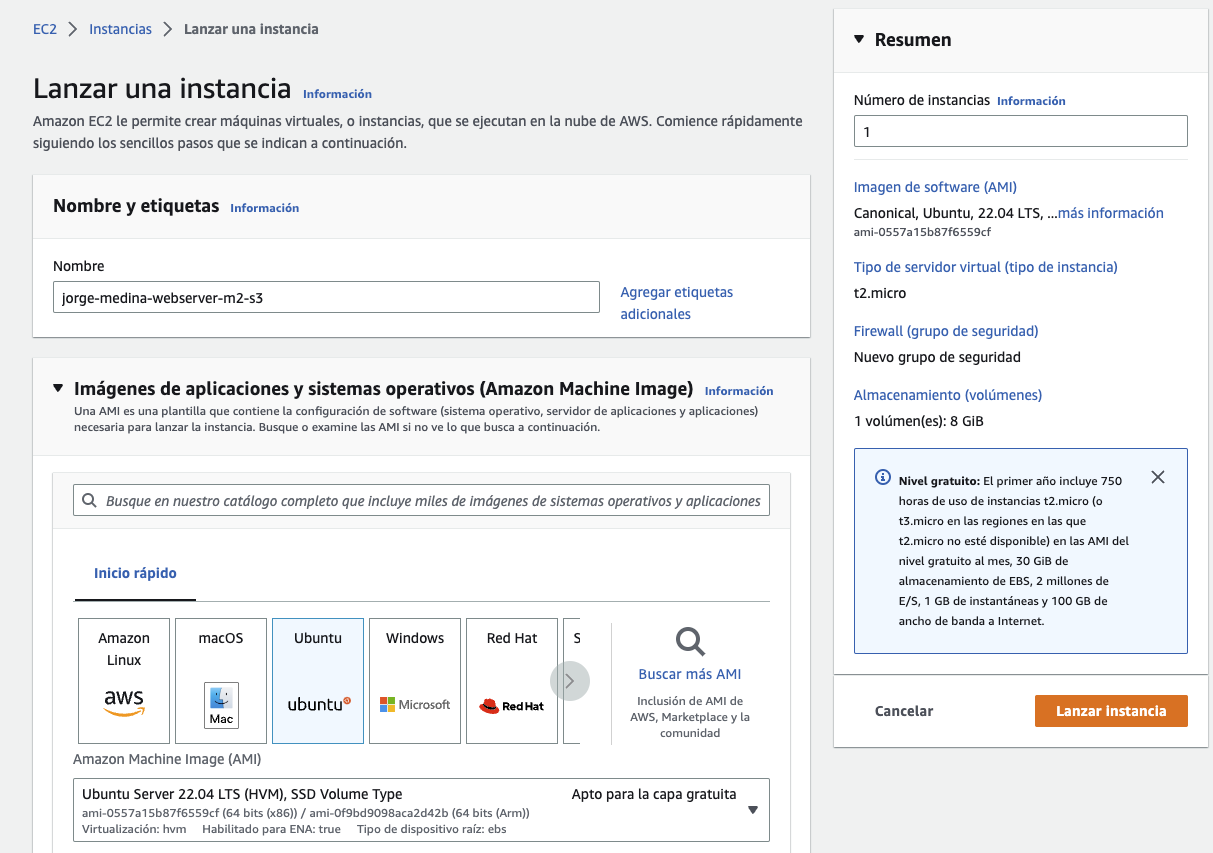 EC2 > Instancias > Lanzar una instancia
Lanzar una instancia Información
Amazon EC2 le permite crear máquinas virtuales, o instancias, que se ejecutan en la nube de AWS. Comience rápidamente
siguiendo los sencillos pasos que se indican a continuación.
Nombre y etiquetas Información
Nombre
jorge-medina-webserver-m2-s3
Agregar etiquetas
adicionales
Imágenes de aplicaciones y sistemas operativos (Amazon Machine Image) Información
Una AMI es una plantilla que contiene la configuración de software (sistema operativo, servidor de aplicaciones y aplicaciones)
necesaria para lanzar la instancia. Busque o examine las AMI si no ve lo que busca a continuación.
Busque en nuestro catálogo completo que incluye miles de imágenes de sistemas operativos y aplicaciones
Inicio rápido
Amazon
Linux
aws
macOS
Mac
Ubuntu
ubuntu
Windows
Microsoft
Red Hat
Red Hat
S
Buscar más AMI
Inclusión de AMI de
AWS, Marketplace y la
comunidad
Amazon Machine Image (AMI)
Ubuntu Server 22.04 LTS (HVM), SSD Volume Type Apto para la capa gratuita
ami-0557a15b87f6559cf (64 bits (x86)) / ami-0f9bd9098aca2d42b (64 bits (Arm))
Virtualización: hvm Habilitado para ENA: true Tipo de dispositivo raíz: ebs
Resumen
Número de instancias Información
1
Imagen de software (AMI)
Canonical, Ubuntu, 22.04 LTS, ...más información
ami-0557a15b87f6559cf
Tipo de servidor virtual (tipo de instancia)
t2.micro
Firewall (grupo de seguridad)
Nuevo grupo de seguridad
Almacenamiento (volúmenes)
1 volúmen(es): 8 GiB
Nivel gratuito: El primer año incluye 750
horas de uso de instancias t2.micro (o
t3.micro en las regiones en las que
t2.micro no esté disponible) en las AMI del
nivel gratuito al mes, 30 GiB de
almacenamiento de EBS, 2 millones de
E/S, 1 GB de instantáneas y 100 GB de
ancho de banda a Internet.
Cancelar
Lanzar instancia